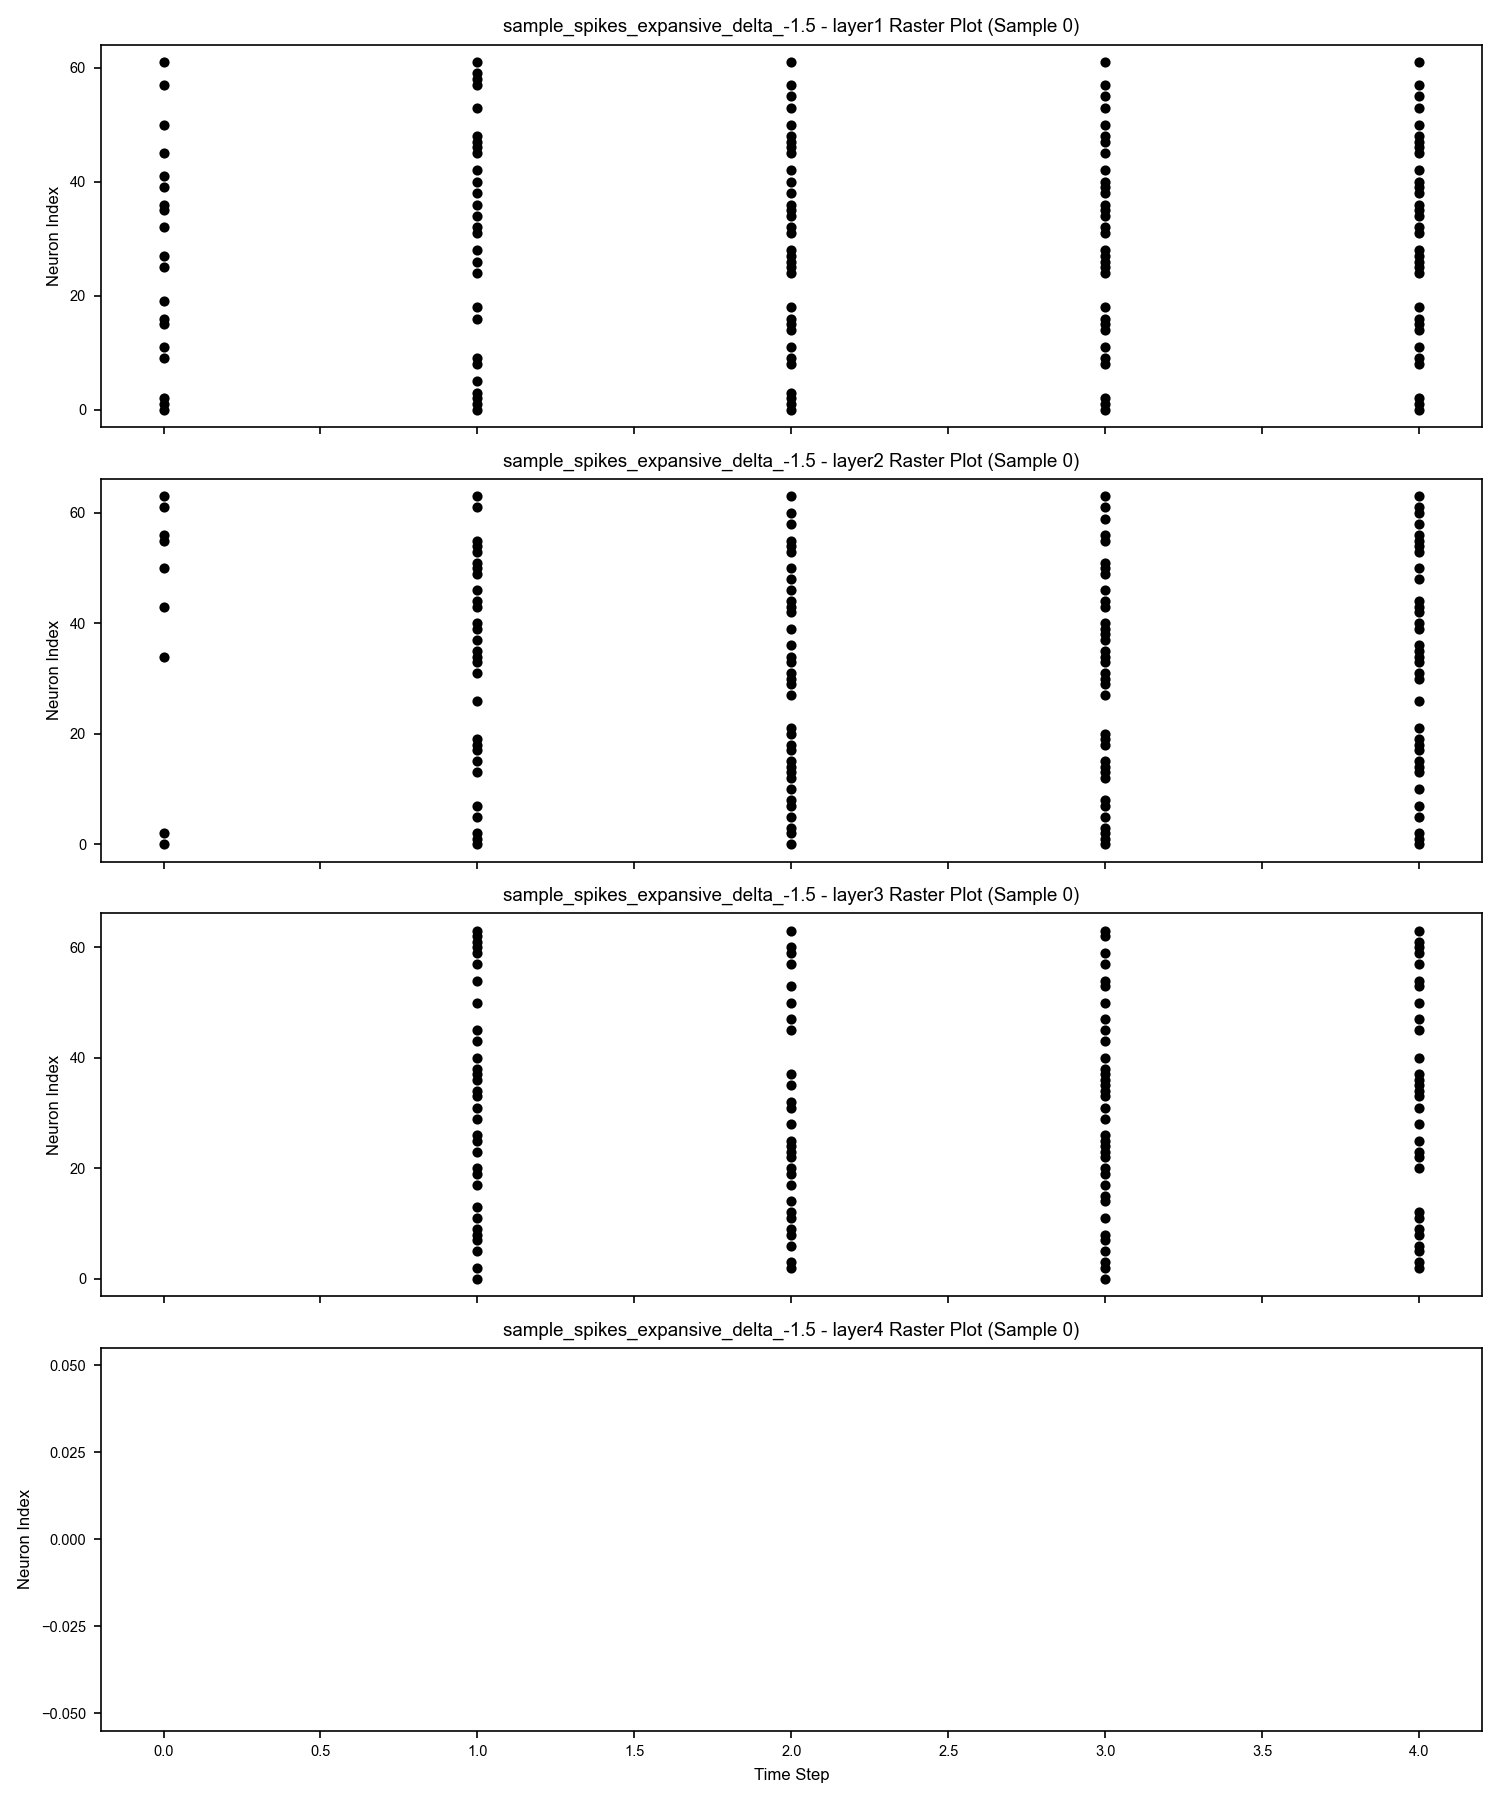 sample_spikes_expansive_delta_-1.5 - layer1 Raster Plot (Sample 0)
60
40
20
0
Neuron Index
sample_spikes_expansive_delta_-1.5 - layer2 Raster Plot (Sample 0)
60
40
20
0
Neuron Index
sample_spikes_expansive_delta_-1.5 - layer3 Raster Plot (Sample 0)
60
40
20
0
Neuron Index
sample_spikes_expansive_delta_-1.5 - layer4 Raster Plot (Sample 0)
0.050
0.025
0.000
−0.025
−0.050
Neuron Index
0.0 0.5 1.0 1.5 2.0 2.5 3.0 3.5 4.0
Time Step